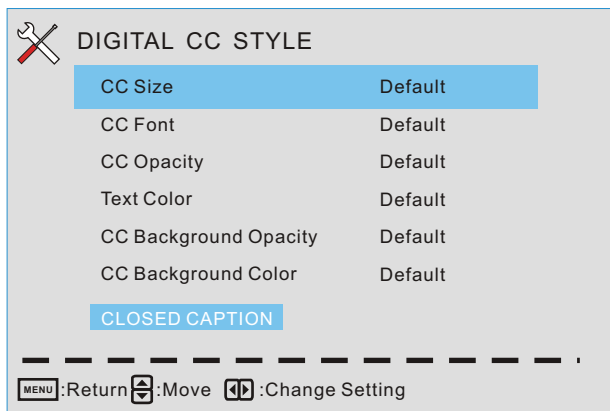 DIGITAL CC STYLE
CC Size Default
CC Font Default
CC Opacity Default
Text Color Default
CC Background Opacity Default
CC Background Color Default
CLOSED CAPTION
MENU :Return :Move :Change Setting